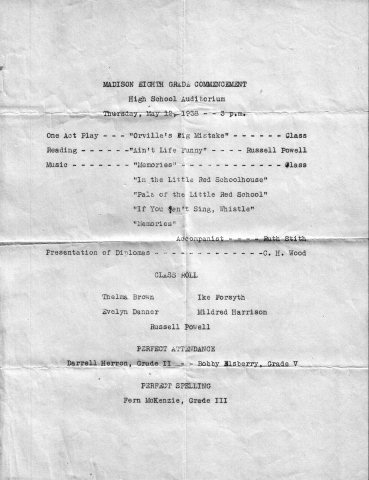 MADISON EIGHTH GRADE COMMENCEMENT
High School Auditorium
Thursday, May 12, 1938 - - 3 p.m.
One Act Play - - - "Orville's Big Mistake" - - - - - - Class
Reading - - - - - -"Ain't Life Funny" - - - - Russell Powell
Music - - - - - - - "Memories" - - - - - - - - - - Class
"In the Little Red Schoolhouse"
"Pals of the Little Red School"
"If You Can't Sing, Whistle"
"Memories"
Accompanist - - - - Ruth Stith
Presentation of Diplomas - - - - - - - - - - - - -C. H. Wood
CLASS ROLL
Thelma Brown Ike Forsyth
Evelyn Danner Mildred Harrison
Russell Powell
PERFECT ATTENDANCE
Darrell Herron, Grade II - - Bobby Elsberry, Grade V
PERFECT SPELLING
Fern McKenzie, Grade III